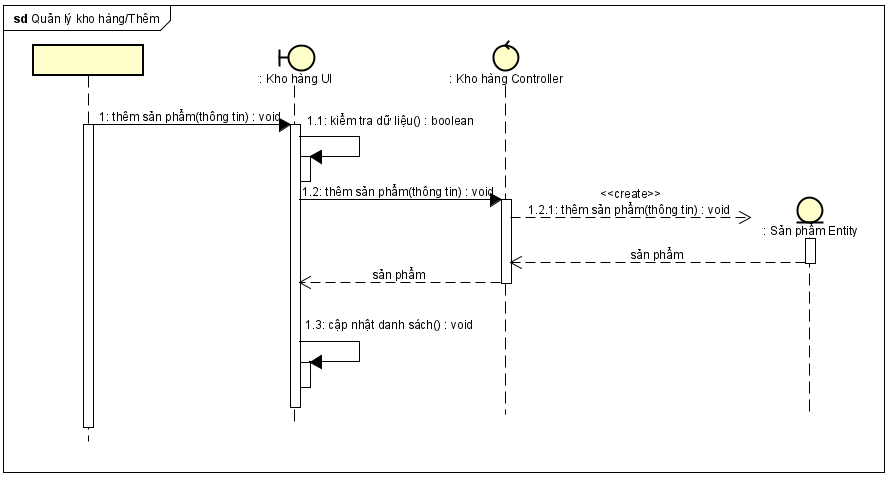 sd Quản lý kho hàng/Thêm
: Kho hàng UI
: Kho hàng Controller
1: thêm sản phẩm(thông tin) : void
1.1: kiểm tra dữ liệu() : boolean
1.2: thêm sản phẩm(thông tin) : void
<<create>>
1.2.1: thêm sản phẩm(thông tin) : void
: Sản phẩm Entity
sản phẩm
sản phẩm
1.3: cập nhật danh sách() : void